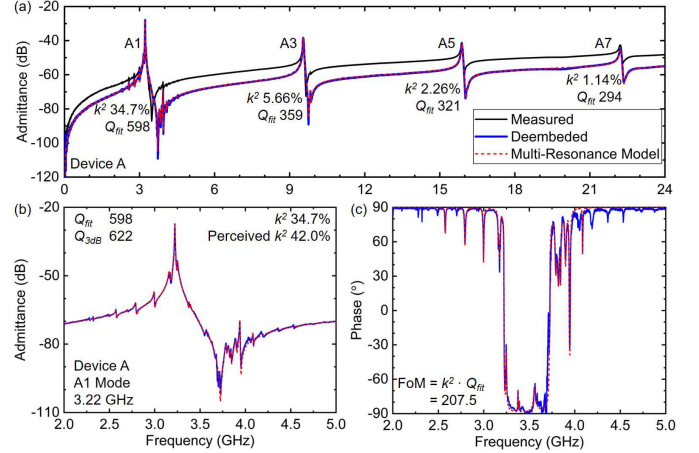 (a)
Admittance (dB)
-20
-40
-60
-80
-100
-120
A1
A3
A5
A7
k² 34.7%
Q_fit 598
k² 5.66%
Q_fit 359
k² 2.26%
Q_fit 321
k² 1.14%
Q_fit 294
Device A
Measured
Deembeded
Multi-Resonance Model
0 3 6 9 12 15 18 21 24
(b)
Admittance (dB)
-20
-50
-80
-110
Q_fit 598
Q_3dB 622
k² 34.7%
Perceived k² 42.0%
Device A
A1 Mode
3.22 GHz
2.0 2.5 3.0 3.5 4.0 4.5 5.0
Frequency (GHz)
(c)
Phase (°)
90
60
30
0
-30
-60
-90
FoM = k² · Q_fit
= 207.5
2.0 2.5 3.0 3.5 4.0 4.5 5.0
Frequency (GHz)